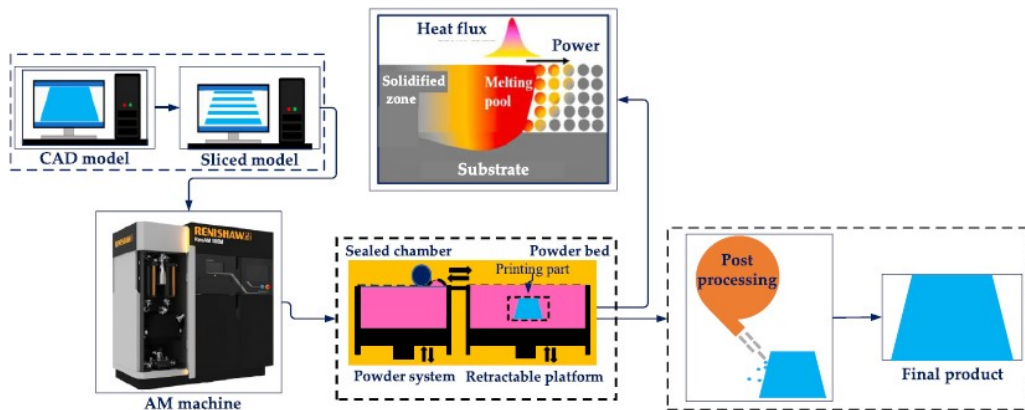 Heat flux
Power
Solidified
zone
Melting
pool
Substrate
CAD model
Sliced model
RENISHAW
AM machine
Sealed chamber
Powder bed
Printing part
Powder system
Retractable platform
Post
processing
Final product